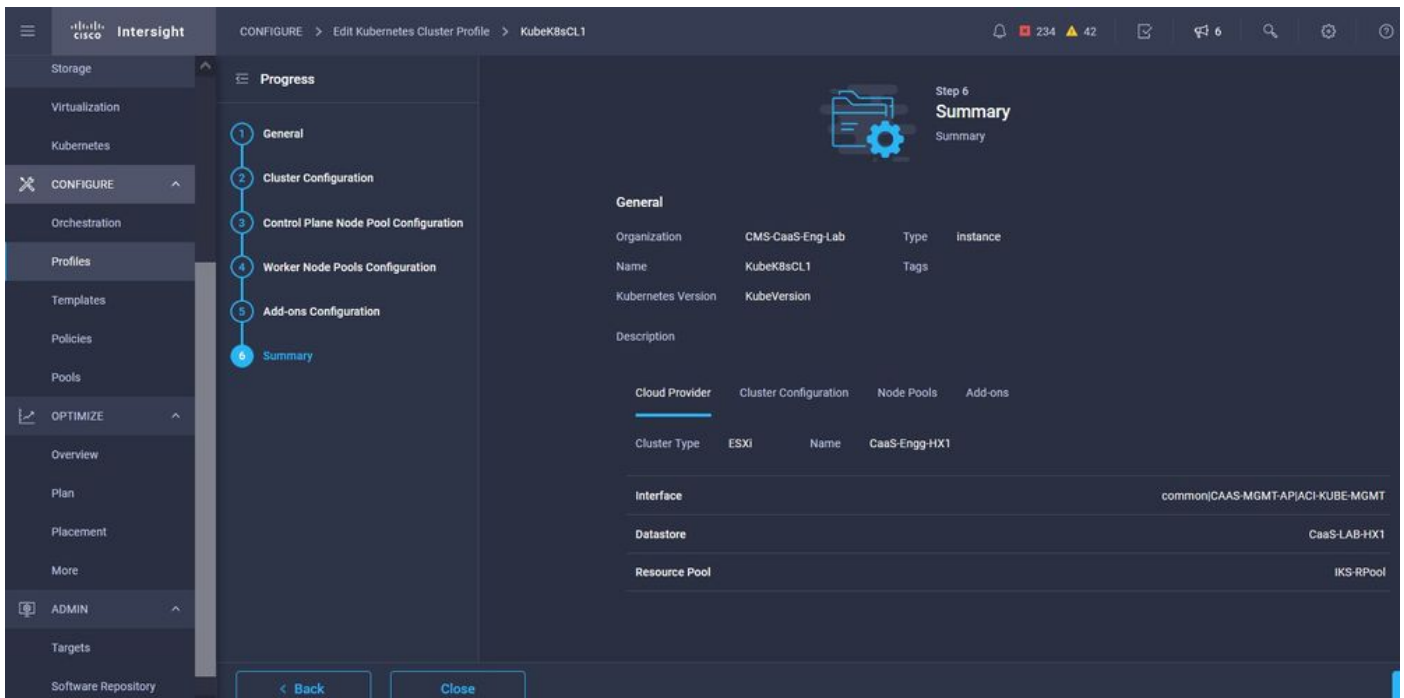 cisco Intersight
CONFIGURE > Edit Kubernetes Cluster Profile > KubeK8sCL1
234 42
6
Storage
Virtualization
Kubernetes
CONFIGURE
Orchestration
Profiles
Templates
Policies
Pools
OPTIMIZE
Overview
Plan
Placement
More
ADMIN
Targets
Software Repository
Progress
1 General
2 Cluster Configuration
3 Control Plane Node Pool Configuration
4 Worker Node Pools Configuration
5 Add-ons Configuration
6 Summary
Step 6
Summary
Summary
General
Organization CMS-CaaS-Eng-Lab Type instance
Name KubeK8sCL1 Tags
Kubernetes Version KubeVersion
Description
Cloud Provider Cluster Configuration Node Pools Add-ons
Cluster Type ESXi Name CaaS-Engg-HX1
Interface common|CAAS-MGMT-AP|ACI-KUBE-MGMT
Datastore CaaS-LAB-HX1
Resource Pool IKS-RPool
< Back Close